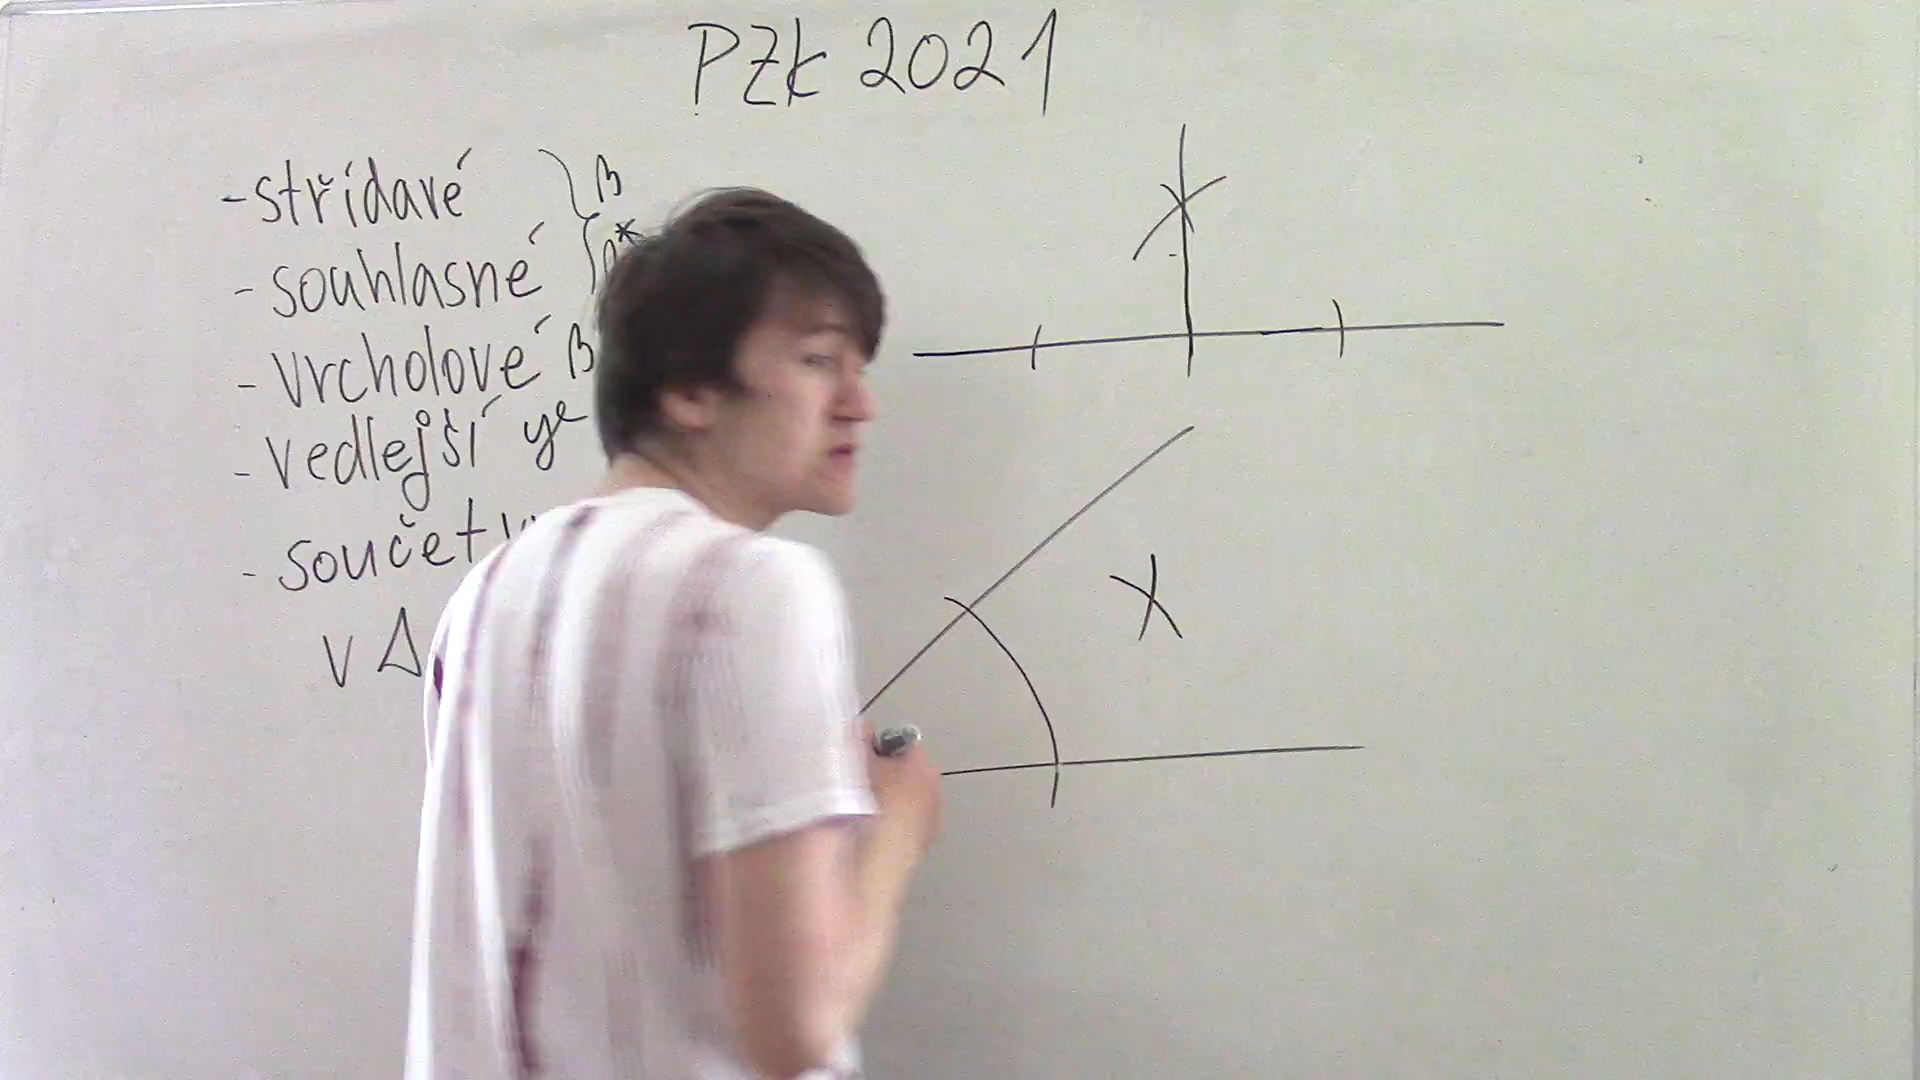 PZK 2021
- střídavé } β
- souhlasné
- vrcholové β
- vedlejší
- součet
v Δ